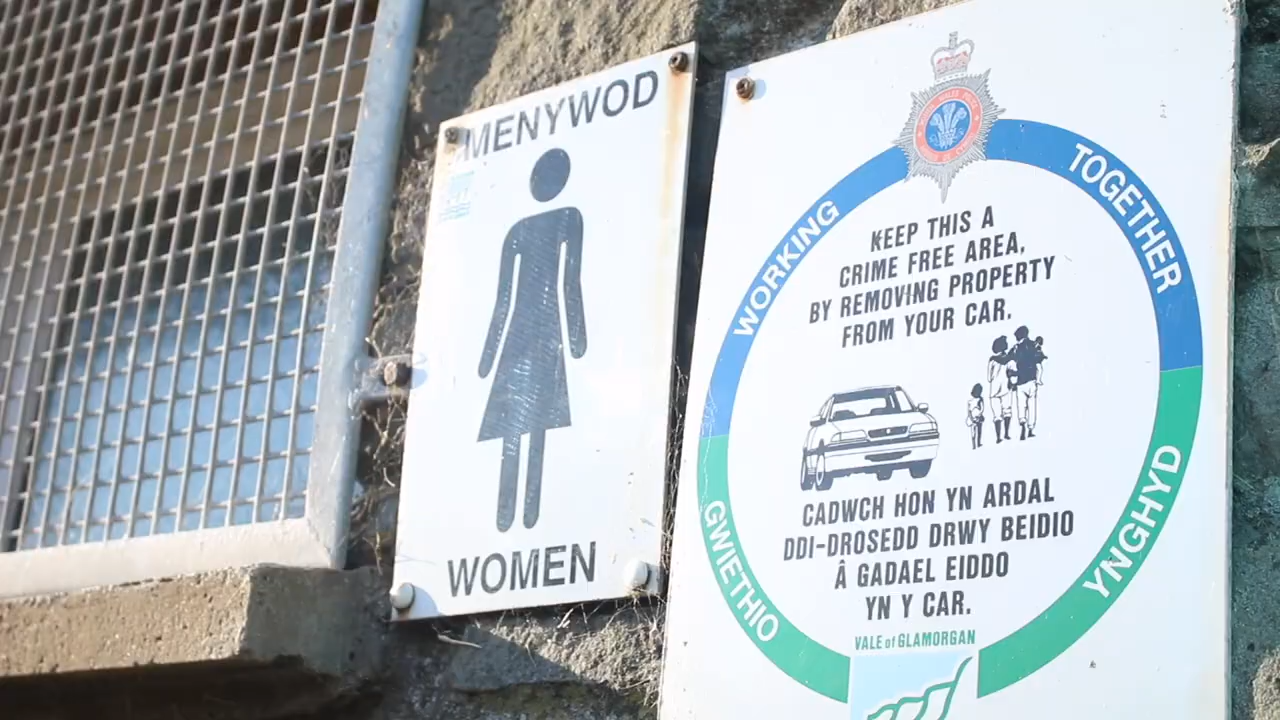 MENYWOD
WOMEN
WORKING
TOGETHER
KEEP THIS A
CRIME FREE AREA,
BY REMOVING PROPERTY
FROM YOUR CAR.
CADWCH HON YN ARDAL
DDI-DROSEDD DRWY BEIDIO
Â GADAEL EIDDO
YN Y CAR.
GWIETHIO
YNGHYD
VALE of GLAMORGAN